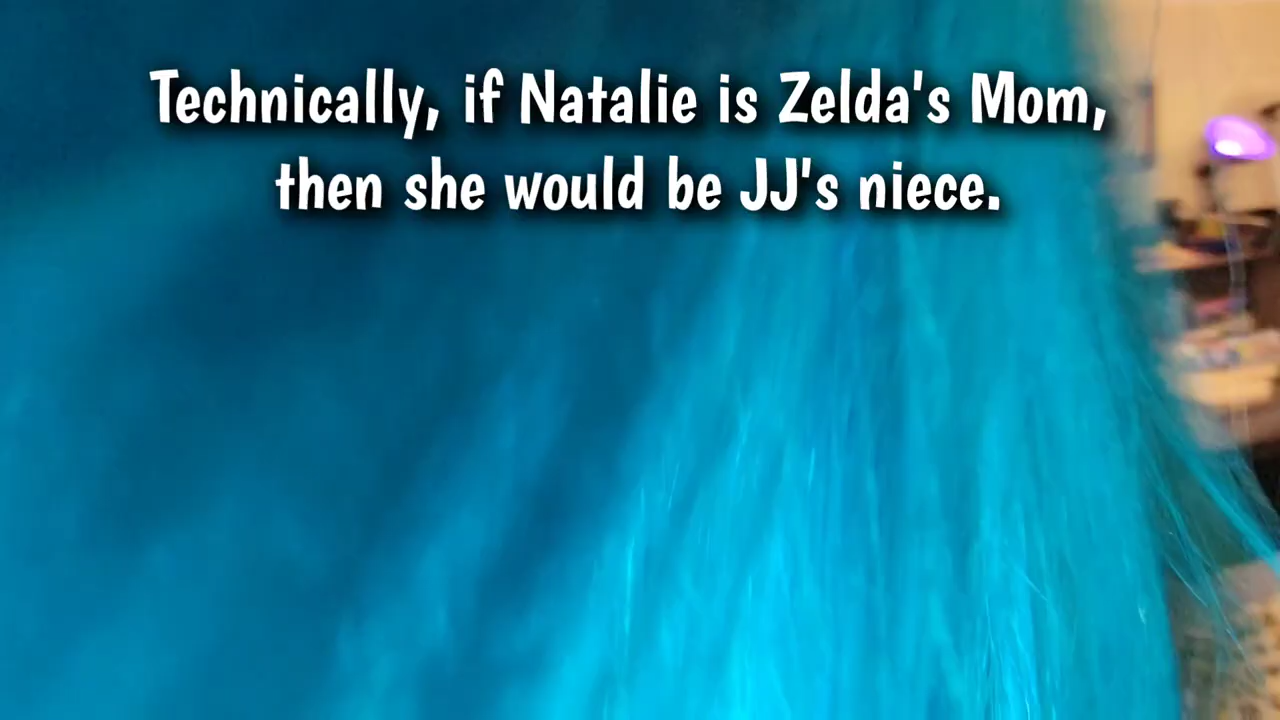 Technically, if Natalie is Zelda's Mom,
then she would be JJ's niece.